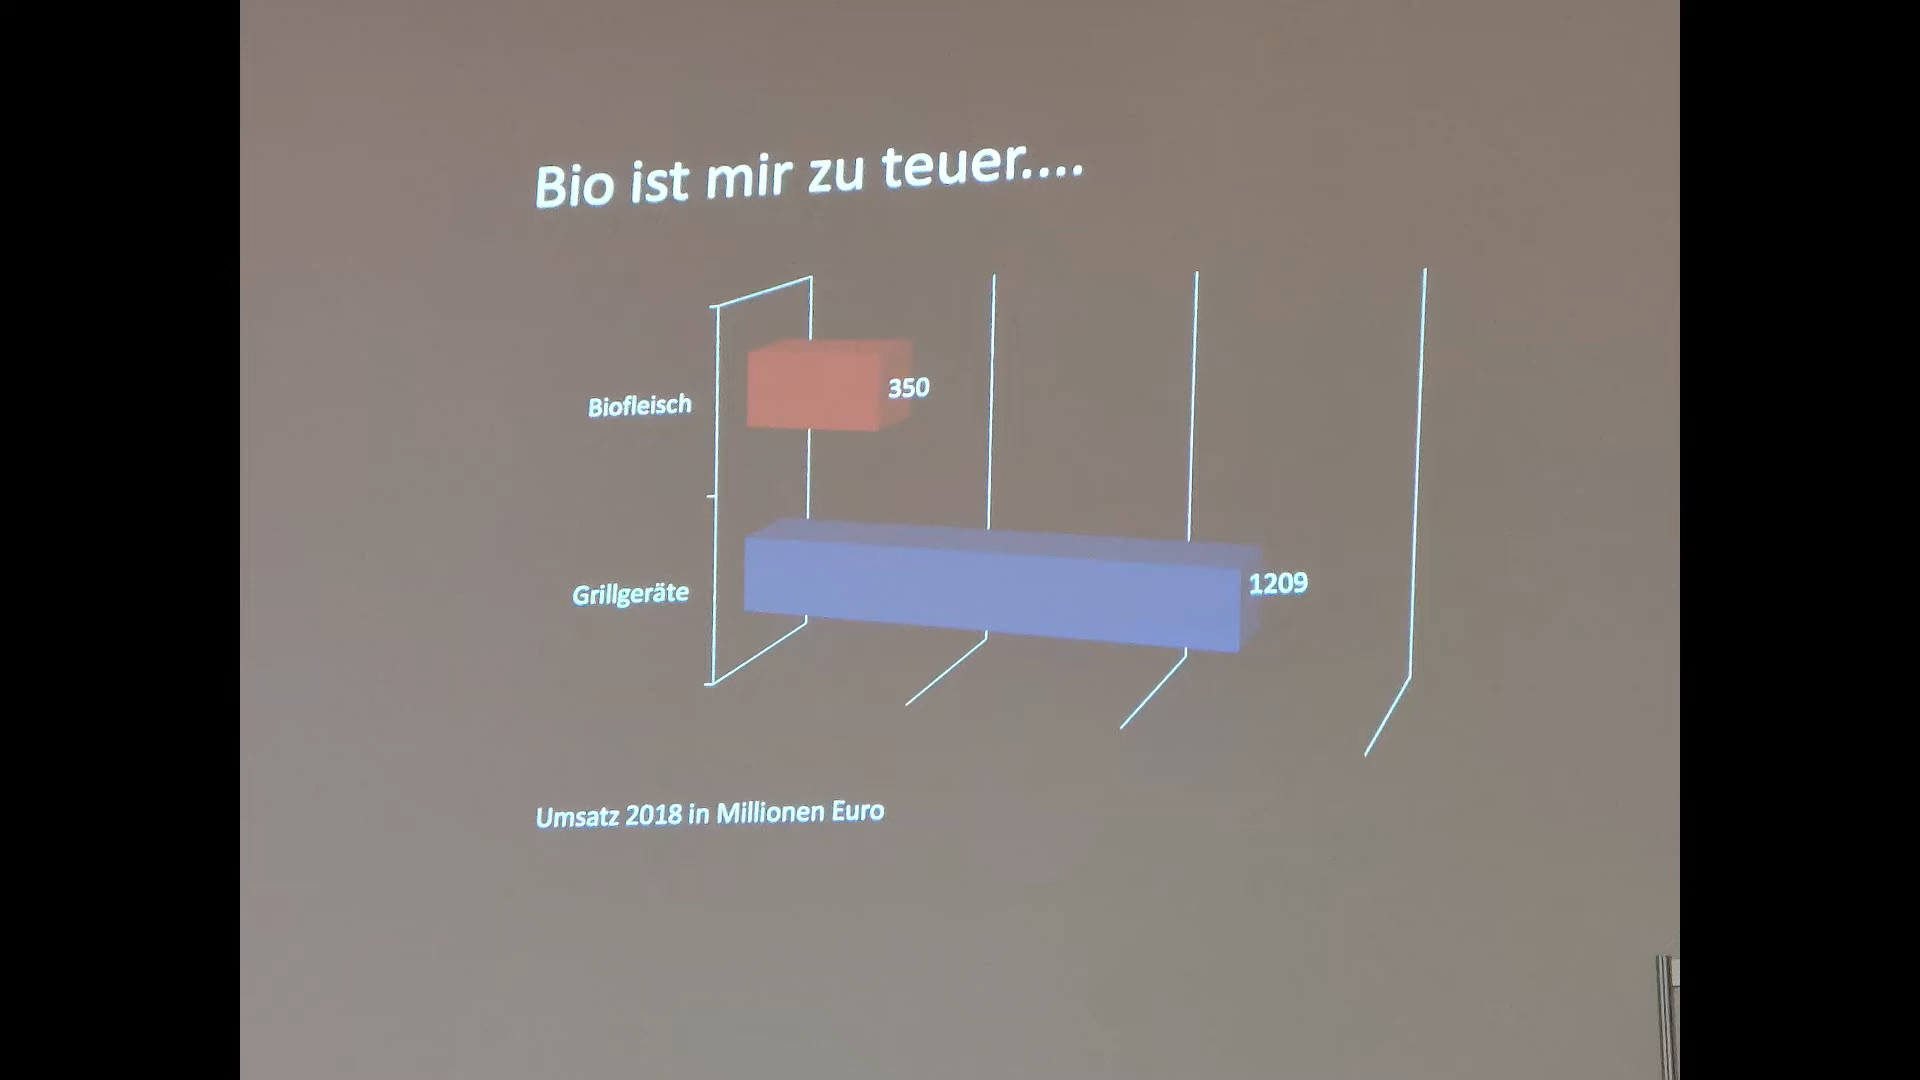 Bio ist mir zu teuer....
Biofleisch
350
Grillgeräte
1209
Umsatz 2018 in Millionen Euro